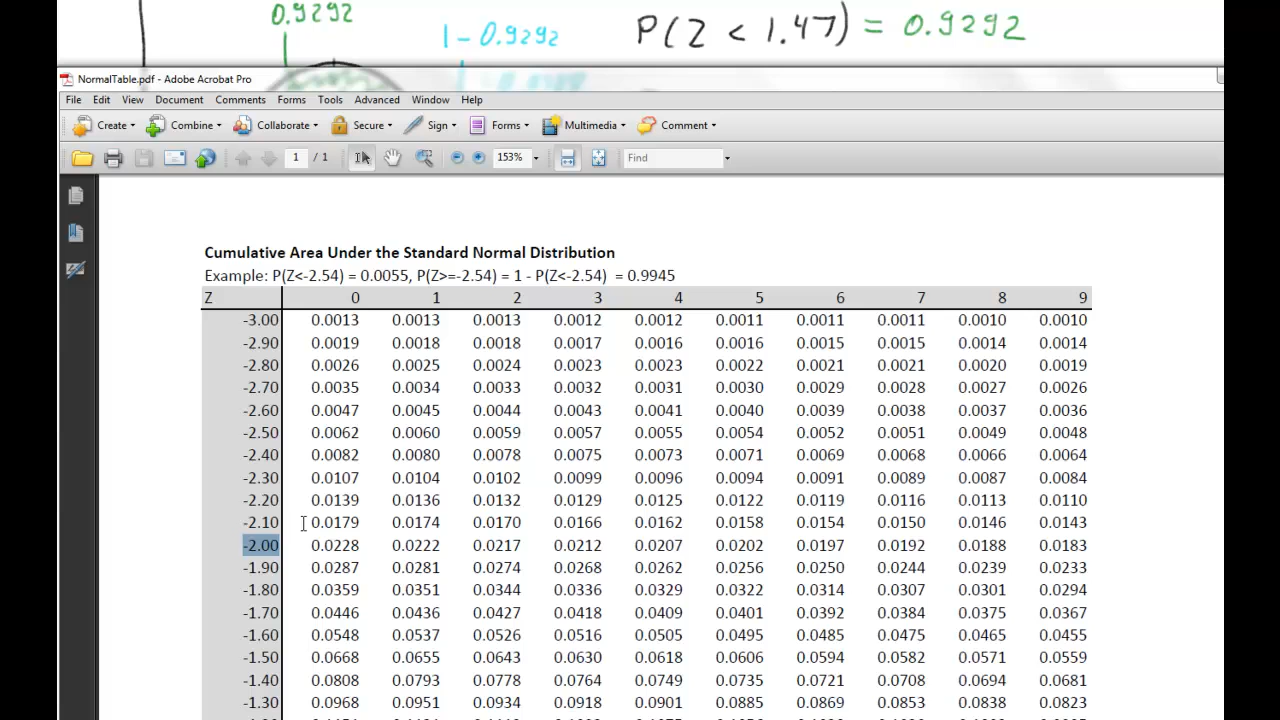 0.9292
1 - 0.9292
P(Z < 1.47) = 0.9292
NormalTable.pdf - Adobe Acrobat Pro
File Edit View Document Comments Forms Tools Advanced Window Help
Create Combine Collaborate Secure Sign Forms Multimedia Comment
1 / 1 153% Find
Cumulative Area Under the Standard Normal Distribution
Example: P(Z<-2.54) = 0.0055, P(Z>=-2.54) = 1 - P(Z<-2.54) = 0.9945
Z 0 1 2 3 4 5 6 7 8 9
-3.00 0.0013 0.0013 0.0013 0.0012 0.0012 0.0011 0.0011 0.0011 0.0010 0.0010
-2.90 0.0019 0.0018 0.0018 0.0017 0.0016 0.0016 0.0015 0.0015 0.0014 0.0014
-2.80 0.0026 0.0025 0.0024 0.0023 0.0023 0.0022 0.0021 0.0021 0.0020 0.0019
-2.70 0.0035 0.0034 0.0033 0.0032 0.0031 0.0030 0.0029 0.0028 0.0027 0.0026
-2.60 0.0047 0.0045 0.0044 0.0043 0.0041 0.0040 0.0039 0.0038 0.0037 0.0036
-2.50 0.0062 0.0060 0.0059 0.0057 0.0055 0.0054 0.0052 0.0051 0.0049 0.0048
-2.40 0.0082 0.0080 0.0078 0.0075 0.0073 0.0071 0.0069 0.0068 0.0066 0.0064
-2.30 0.0107 0.0104 0.0102 0.0099 0.0096 0.0094 0.0091 0.0089 0.0087 0.0084
-2.20 0.0139 0.0136 0.0132 0.0129 0.0125 0.0122 0.0119 0.0116 0.0113 0.0110
-2.10 0.0179 0.0174 0.0170 0.0166 0.0162 0.0158 0.0154 0.0150 0.0146 0.0143
-2.00 0.0228 0.0222 0.0217 0.0212 0.0207 0.0202 0.0197 0.0192 0.0188 0.0183
-1.90 0.0287 0.0281 0.0274 0.0268 0.0262 0.0256 0.0250 0.0244 0.0239 0.0233
-1.80 0.0359 0.0351 0.0344 0.0336 0.0329 0.0322 0.0314 0.0307 0.0301 0.0294
-1.70 0.0446 0.0436 0.0427 0.0418 0.0409 0.0401 0.0392 0.0384 0.0375 0.0367
-1.60 0.0548 0.0537 0.0526 0.0516 0.0505 0.0495 0.0485 0.0475 0.0465 0.0455
-1.50 0.0668 0.0655 0.0643 0.0630 0.0618 0.0606 0.0594 0.0582 0.0571 0.0559
-1.40 0.0808 0.0793 0.0778 0.0764 0.0749 0.0735 0.0721 0.0708 0.0694 0.0681
-1.30 0.0968 0.0951 0.0934 0.0918 0.0901 0.0885 0.0869 0.0853 0.0838 0.0823